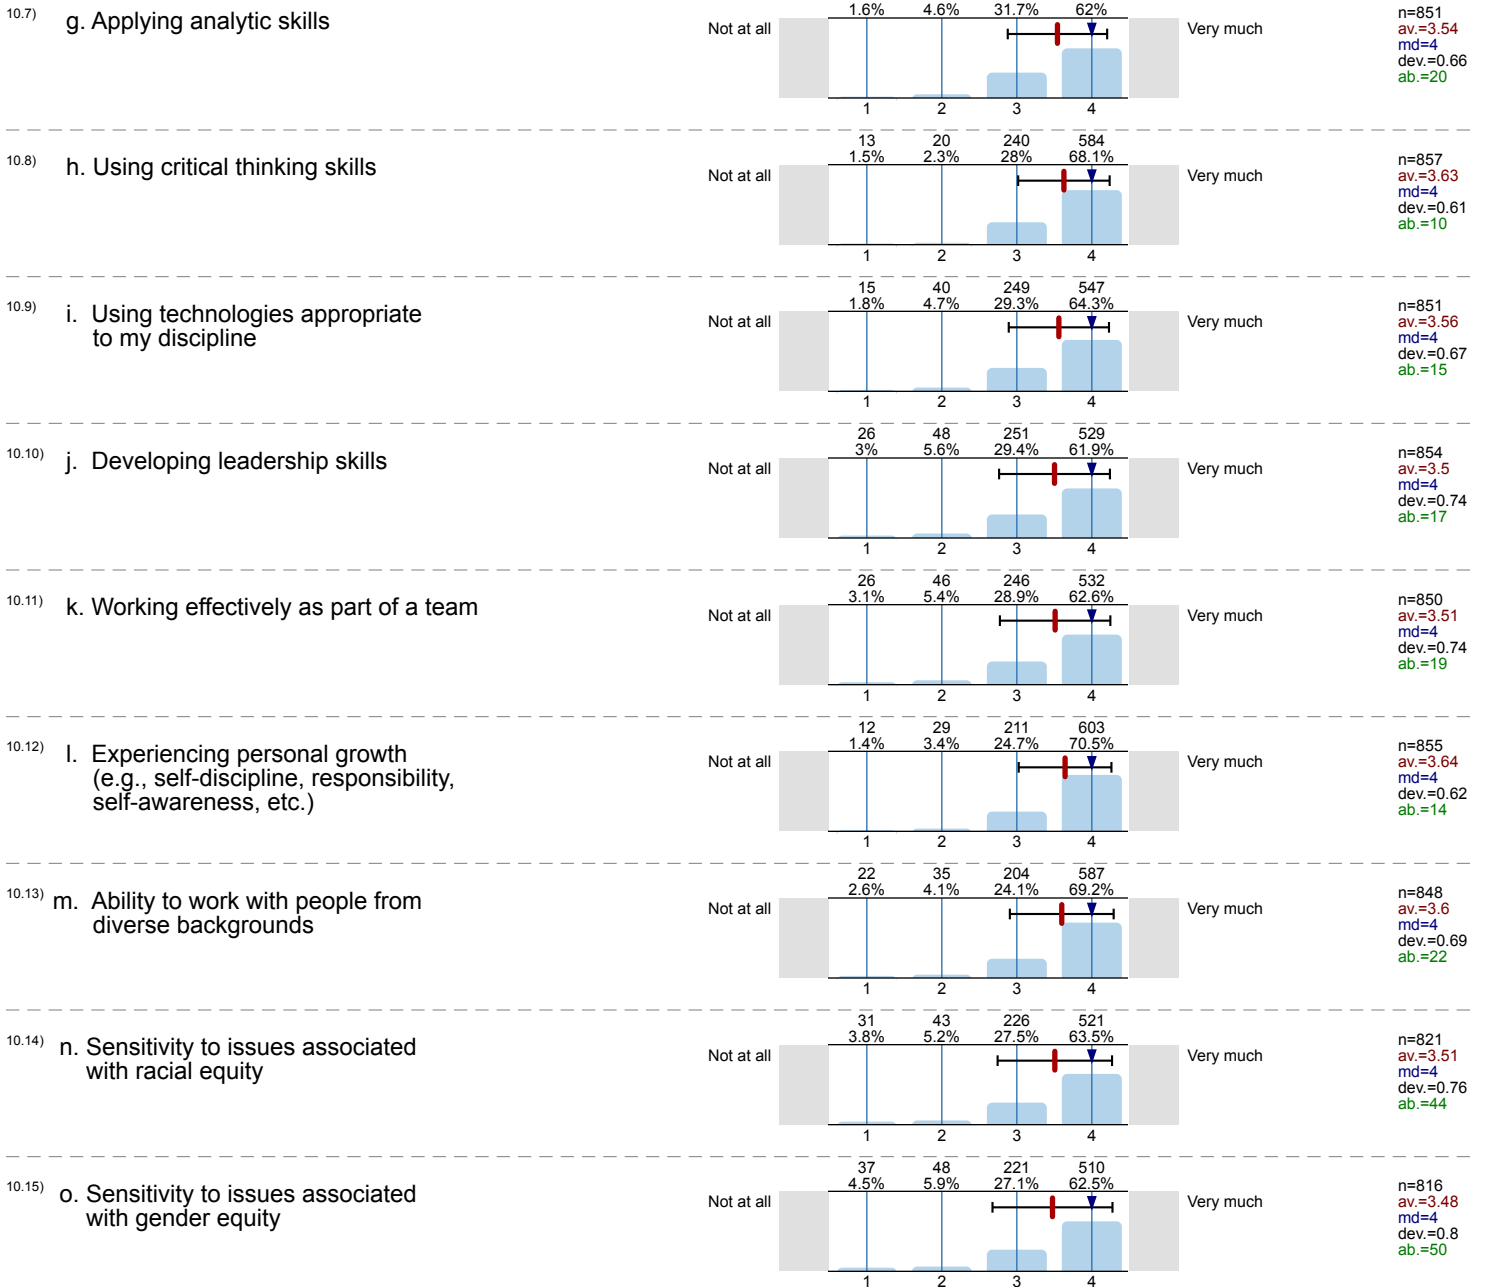 1.6% 4.6% 31.7% 62%
10.7) g. Applying analytic skills
Not at all
Very much
n=851
av.=3.54
md=4
dev.=0.66
ab.=20
1 2 3 4
13 20 240 584
1.5% 2.3% 28% 68.1%
10.8) h. Using critical thinking skills
Not at all
Very much
n=857
av.=3.63
md=4
dev.=0.61
ab.=10
1 2 3 4
15 40 249 547
1.8% 4.7% 29.3% 64.3%
10.9) i. Using technologies appropriate
to my discipline
Not at all
Very much
n=851
av.=3.56
md=4
dev.=0.67
ab.=15
1 2 3 4
26 48 251 529
3% 5.6% 29.4% 61.9%
10.10) j. Developing leadership skills
Not at all
Very much
n=854
av.=3.5
md=4
dev.=0.74
ab.=17
1 2 3 4
26 46 246 532
3.1% 5.4% 28.9% 62.6%
10.11) k. Working effectively as part of a team
Not at all
Very much
n=850
av.=3.51
md=4
dev.=0.74
ab.=19
1 2 3 4
12 29 211 603
1.4% 3.4% 24.7% 70.5%
10.12) l. Experiencing personal growth
(e.g., self-discipline, responsibility,
self-awareness, etc.)
Not at all
Very much
n=855
av.=3.64
md=4
dev.=0.62
ab.=14
1 2 3 4
22 35 204 587
2.6% 4.1% 24.1% 69.2%
10.13) m. Ability to work with people from
diverse backgrounds
Not at all
Very much
n=848
av.=3.6
md=4
dev.=0.69
ab.=22
1 2 3 4
31 43 226 521
3.8% 5.2% 27.5% 63.5%
10.14) n. Sensitivity to issues associated
with racial equity
Not at all
Very much
n=821
av.=3.51
md=4
dev.=0.76
ab.=44
1 2 3 4
37 48 221 510
4.5% 5.9% 27.1% 62.5%
10.15) o. Sensitivity to issues associated
with gender equity
Not at all
Very much
n=816
av.=3.48
md=4
dev.=0.8
ab.=50
1 2 3 4